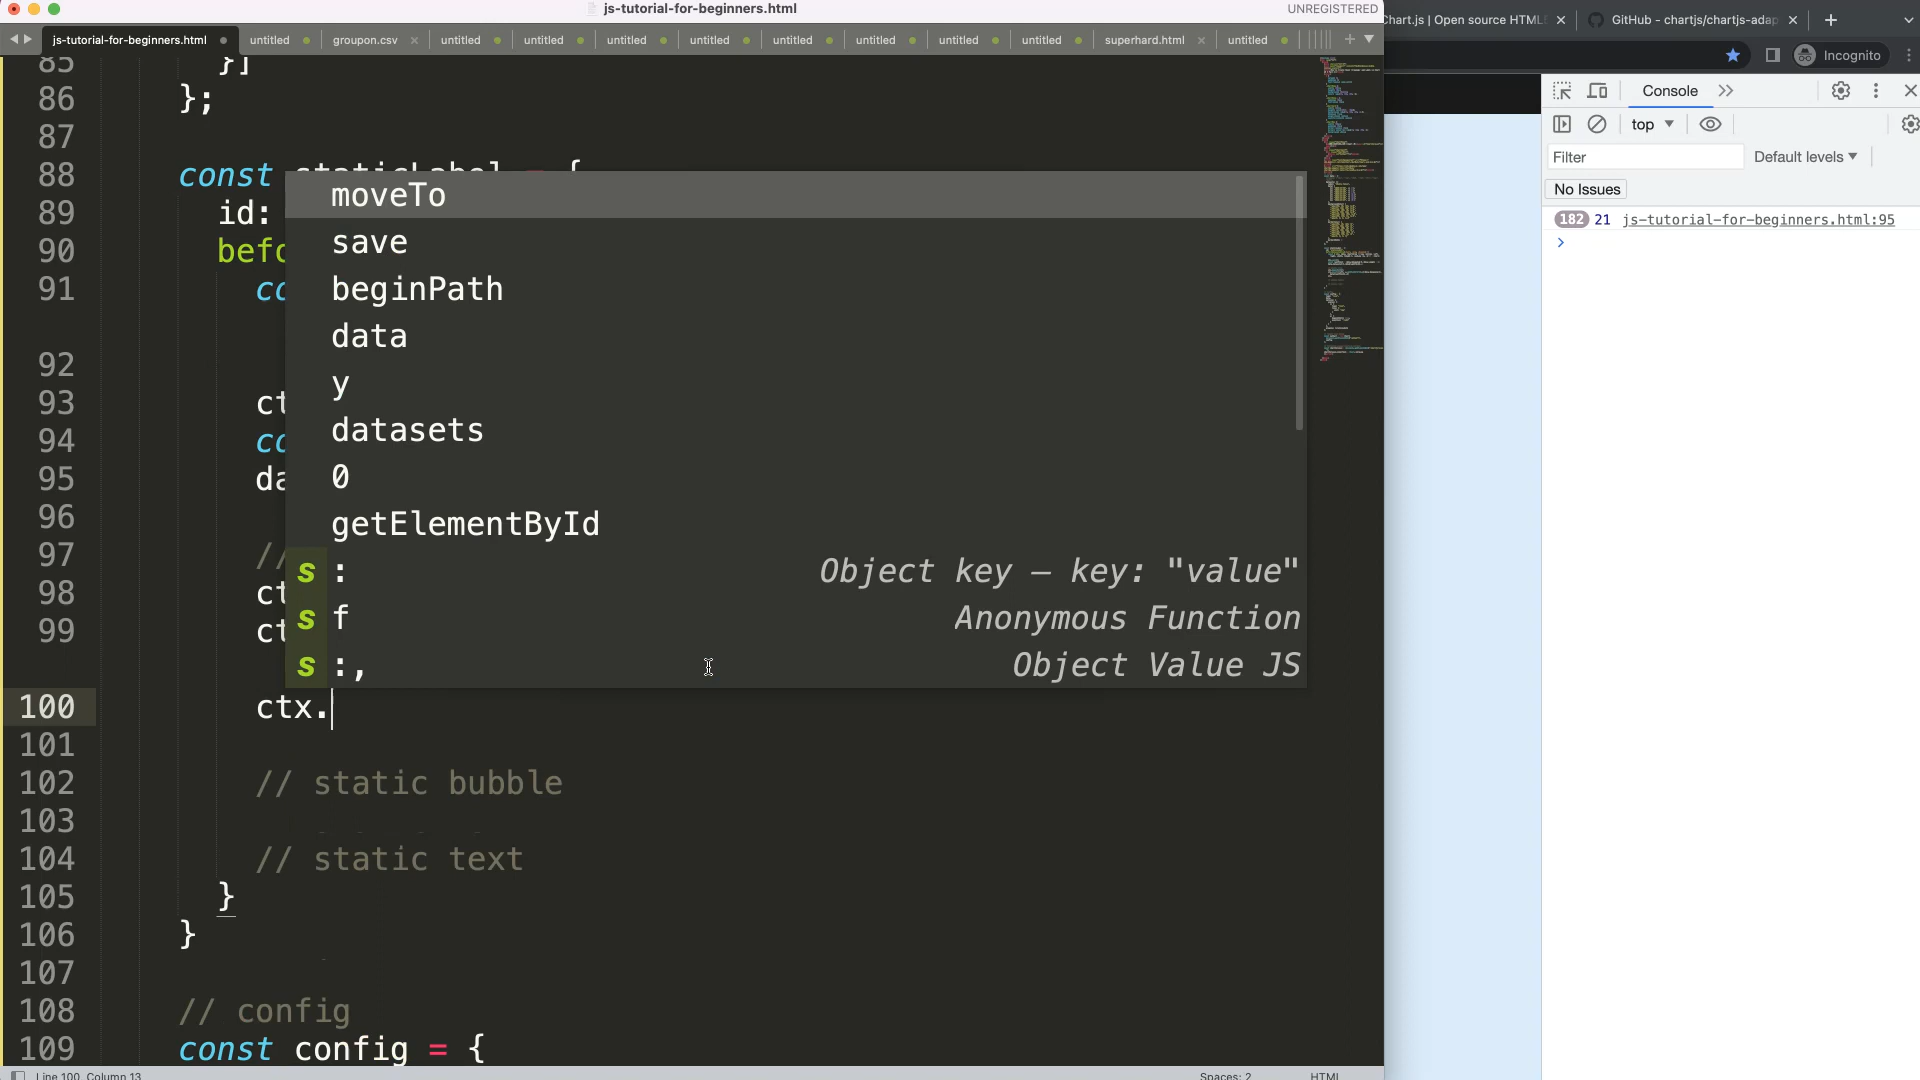 js-tutorial-for-beginners.html
UNREGISTERED
js-tutorial-for-beginners.html untitled groupon.csv untitled untitled untitled untitled untitled untitled untitled untitled superhard.html untitled
Chart.js | Open source HTML GitHub - chartjs/chartjs-adap
Incognito
85 }]
86 };
87
88 const staticLabel = {
89 id:
90 befo
91 co
92
93 ct
94 co
95 da
96
97 //
98 ct
99 ct
100 ctx.
101
102 // static bubble
103
104 // static text
105 }
106 }
107
108 // config
109 const config = {
moveTo
save
beginPath
data
y
datasets
0
getElementById
s : Object key – key: "value"
s f Anonymous Function
s :, Object Value JS
Line 100, Column 13
Spaces: 2
HTML
Console
top
Filter
Default levels
No Issues
182 21 js-tutorial-for-beginners.html:95